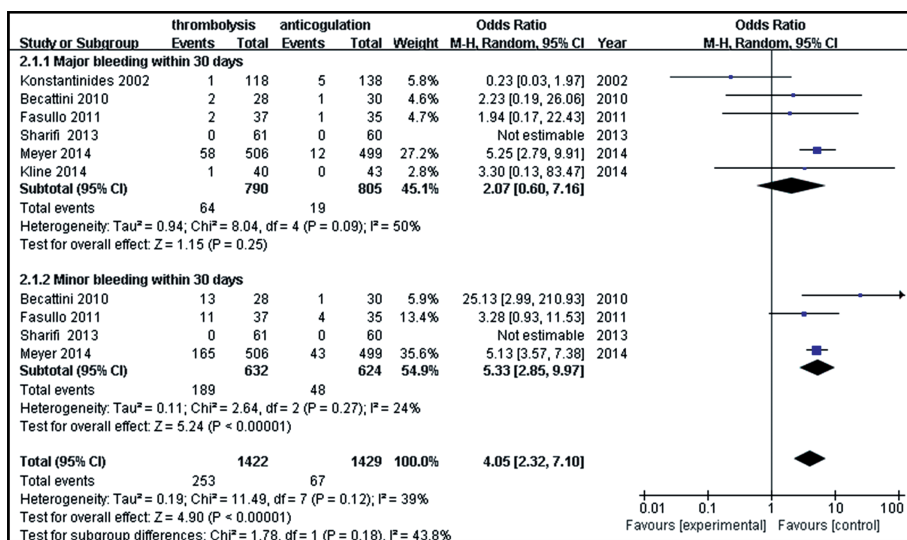 thrombolysis anticogulation Odds Ratio Odds Ratio
Study or Subgroup Events Total Events Total Weight M-H, Random, 95% CI Year M-H, Random, 95% CI
2.1.1 Major bleeding within 30 days
Konstantinides 2002 1 118 5 138 5.8% 0.23 [0.03, 1.97] 2002
Becattini 2010 2 28 1 30 4.6% 2.23 [0.19, 26.06] 2010
Fasullo 2011 2 37 1 35 4.7% 1.94 [0.17, 22.43] 2011
Sharifi 2013 0 61 0 60 Not estimable 2013
Meyer 2014 58 506 12 499 27.2% 5.25 [2.79, 9.91] 2014
Kline 2014 1 40 0 43 2.8% 3.30 [0.13, 83.47] 2014
Subtotal (95% CI) 790 805 45.1% 2.07 [0.60, 7.16]
Total events 64 19
Heterogeneity: Tau² = 0.94; Chi² = 8.04, df = 4 (P = 0.09); I² = 50%
Test for overall effect: Z = 1.15 (P = 0.25)
2.1.2 Minor bleeding within 30 days
Becattini 2010 13 28 1 30 5.9% 25.13 [2.99, 210.93] 2010
Fasullo 2011 11 37 4 35 13.4% 3.28 [0.93, 11.53] 2011
Sharifi 2013 0 61 0 60 Not estimable 2013
Meyer 2014 165 506 43 499 35.6% 5.13 [3.57, 7.38] 2014
Subtotal (95% CI) 632 624 54.9% 5.33 [2.85, 9.97]
Total events 189 48
Heterogeneity: Tau² = 0.11; Chi² = 2.64, df = 2 (P = 0.27); I² = 24%
Test for overall effect: Z = 5.24 (P < 0.00001)
Total (95% CI) 1422 1429 100.0% 4.05 [2.32, 7.10]
Total events 253 67
Heterogeneity: Tau² = 0.19; Chi² = 11.49, df = 7 (P = 0.12); I² = 39%
Test for overall effect: Z = 4.90 (P < 0.00001)
Test for subgroup differences: Chi² = 1.78, df = 1 (P = 0.18), I² = 43.8%
0.01 0.1 1 10 100
Favours [experimental] Favours [control]